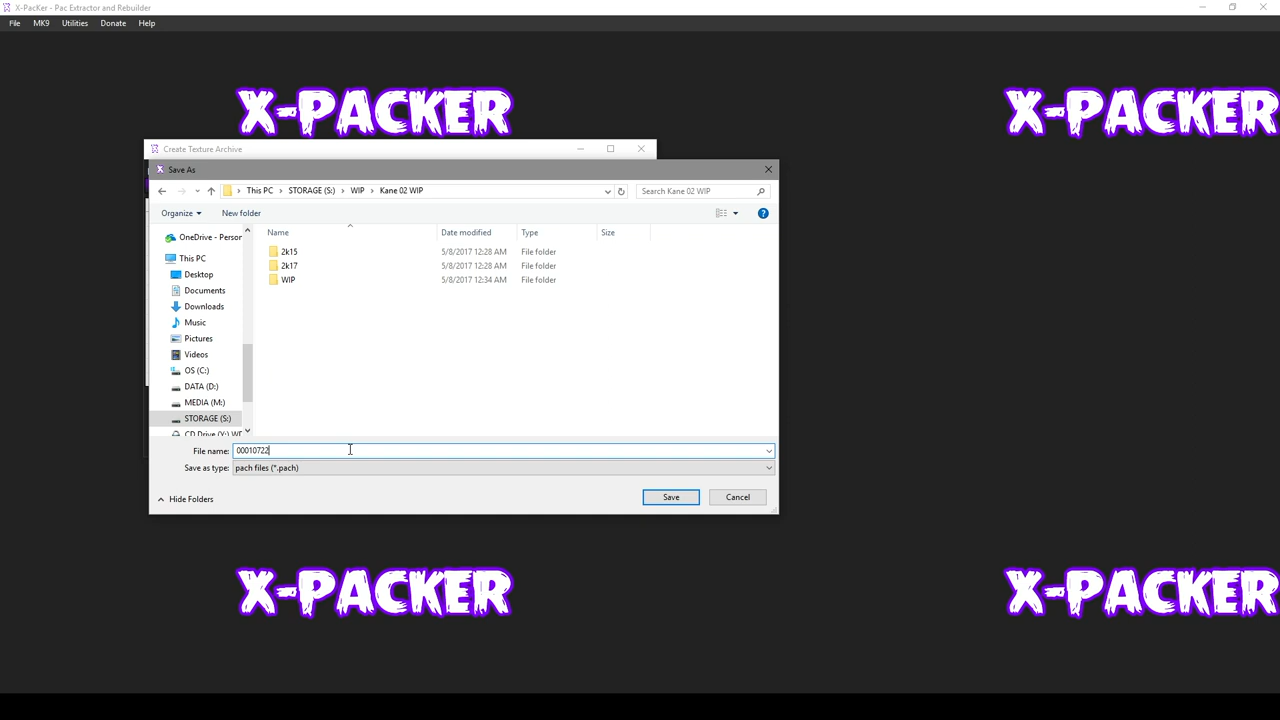 X-PacKer - Pac Extractor and Rebuilder
File MK9 Utilities Donate Help
X-PACKER X-PACKER
Create Texture Archive
Save As
This PC > STORAGE (S:) > WIP > Kane 02 WIP
Search Kane 02 WIP
Organize New folder
Name Date modified Type Size
OneDrive - Person
This PC
Desktop
Documents
Downloads
Music
Pictures
Videos
OS (C:)
DATA (D:)
MEDIA (M:)
STORAGE (S:)
CD Drive (Y:) WD
2k15 5/8/2017 12:28 AM File folder
2k17 5/8/2017 12:28 AM File folder
WIP 5/8/2017 12:34 AM File folder
File name: 00010722
Save as type: pach files (*.pach)
Hide Folders
Save Cancel
X-PACKER X-PACKER